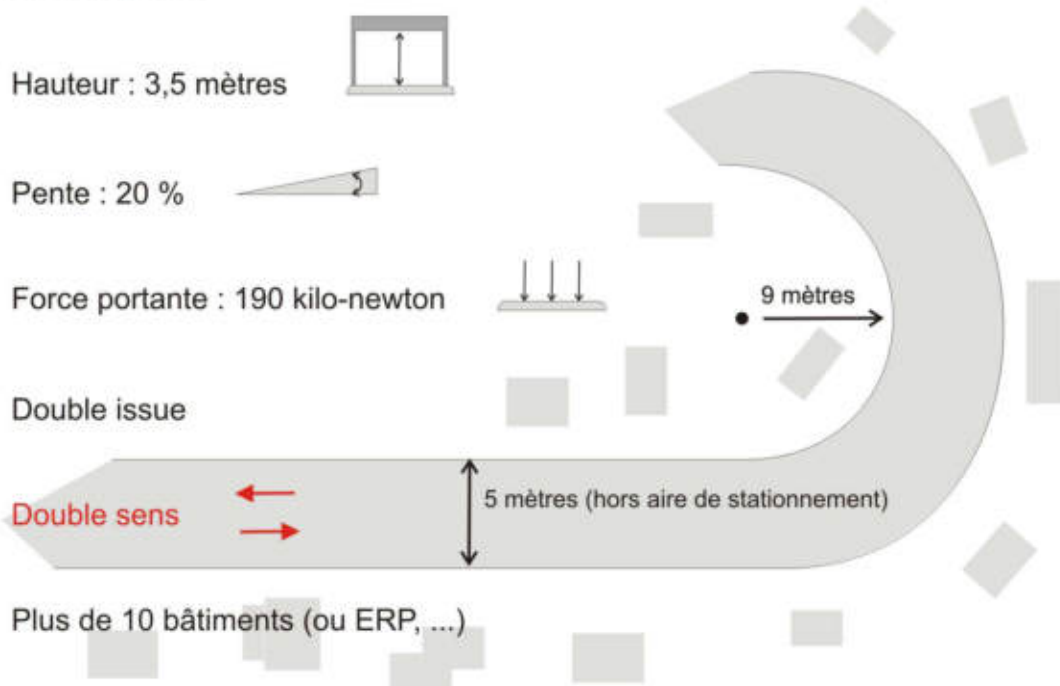 Hauteur : 3,5 mètres
Pente : 20 %
Force portante : 190 kilo-newton
9 mètres
Double issue
5 mètres (hors aire de stationnement)
Double sens
Plus de 10 bâtiments (ou ERP, ...)